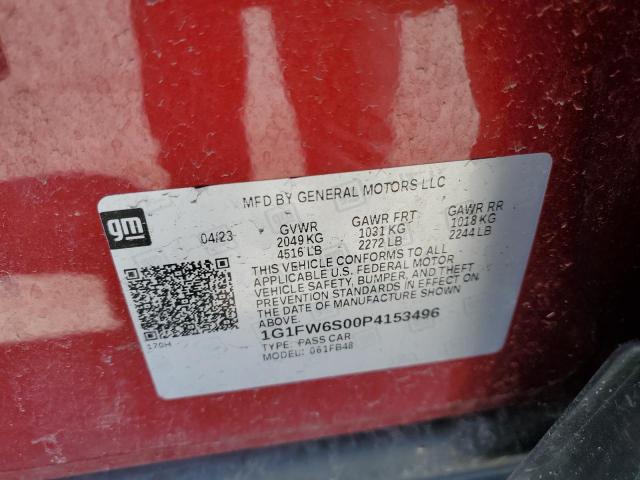 MFD BY GENERAL MOTORS LLC
gm
04/23
GVWR GAWR FRT GAWR RR
2049 KG 1031 KG 1018 KG
4516 LB 2272 LB 2244 LB
THIS VEHICLE CONFORMS TO ALL
APPLICABLE U.S. FEDERAL MOTOR
VEHICLE SAFETY, BUMPER, AND THEFT
PREVENTION STANDARDS IN EFFECT ON
THE DATE OF MANUFACTURE SHOWN
ABOVE.
1G1FW6S00P4153496
TYPE: PASS CAR
MODEL: 061FB48
170H